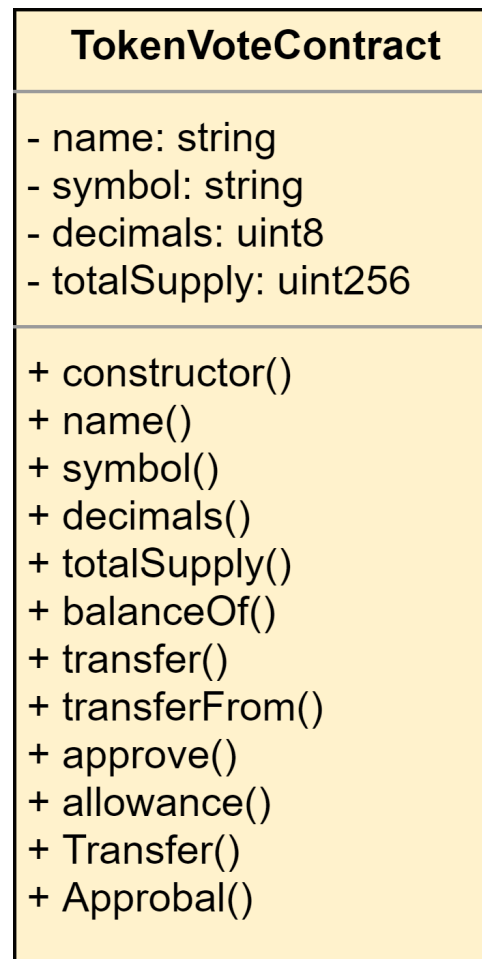 TokenVoteContract
- name: string
- symbol: string
- decimals: uint8
- totalSupply: uint256
+ constructor()
+ name()
+ symbol()
+ decimals()
+ totalSupply()
+ balanceOf()
+ transfer()
+ transferFrom()
+ approve()
+ allowance()
+ Transfer()
+ Approbal()